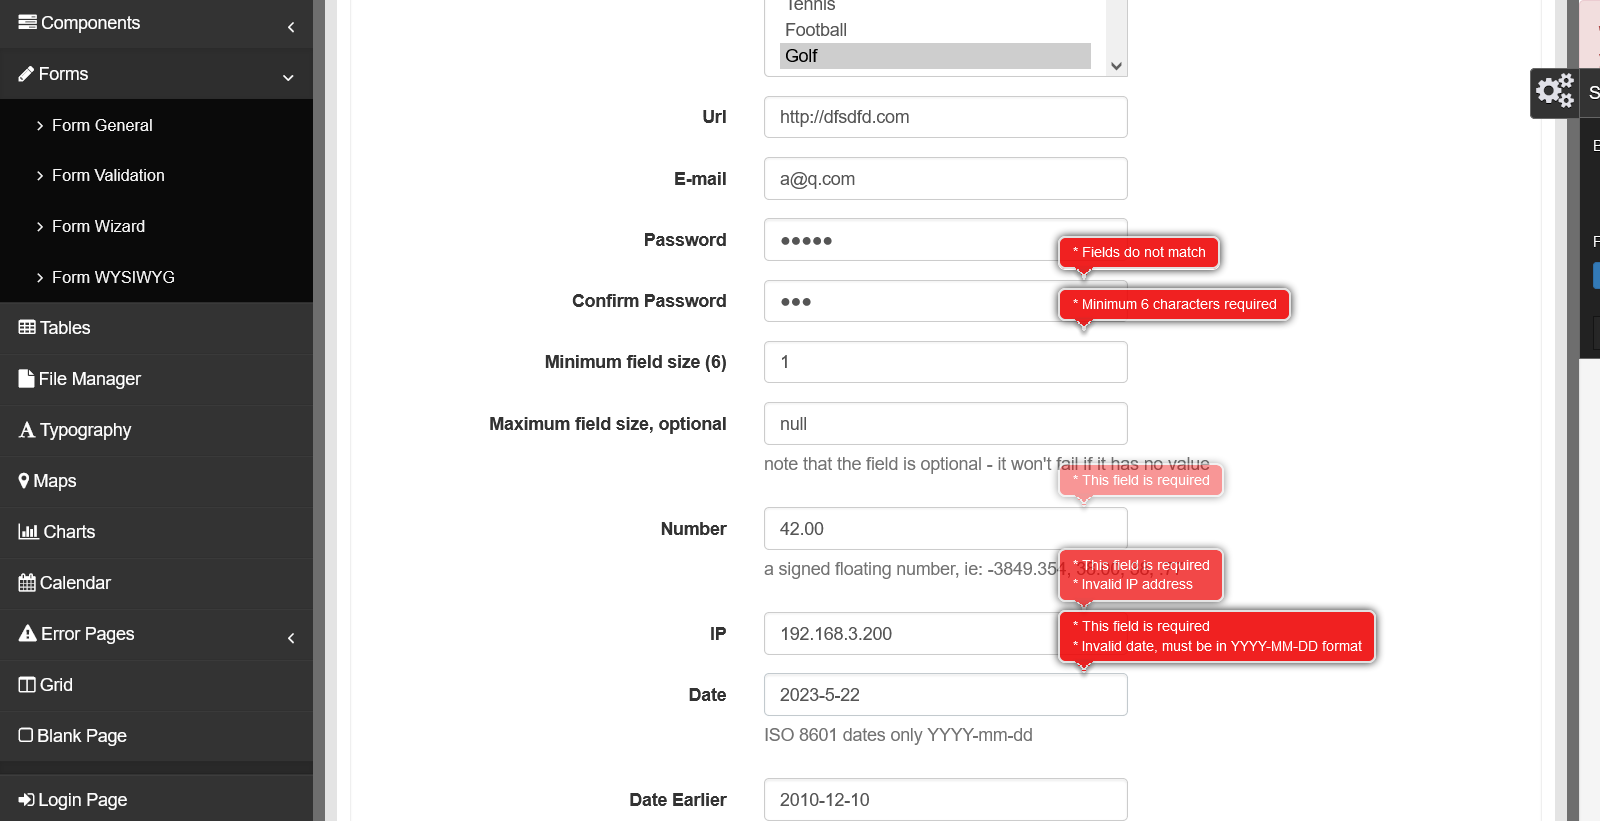 Components
Forms
Form General
Form Validation
Form Wizard
Form WYSIWYG
Tables
File Manager
Typography
Maps
Charts
Calendar
Error Pages
Grid
Blank Page
Login Page
Tennis
Football
Golf
Url
http://dfsdfd.com
E-mail
a@q.com
Password
* Fields do not match
Confirm Password
* Minimum 6 characters required
Minimum field size (6)
1
Maximum field size, optional
null
note that the field is optional - it won't fail if it has no value
* This field is required
Number
42.00
a signed floating number, ie: -3849.354,
* This field is required
* Invalid IP address
IP
192.168.3.200
* This field is required
* Invalid date, must be in YYYY-MM-DD format
Date
2023-5-22
ISO 8601 dates only YYYY-mm-dd
Date Earlier
2010-12-10